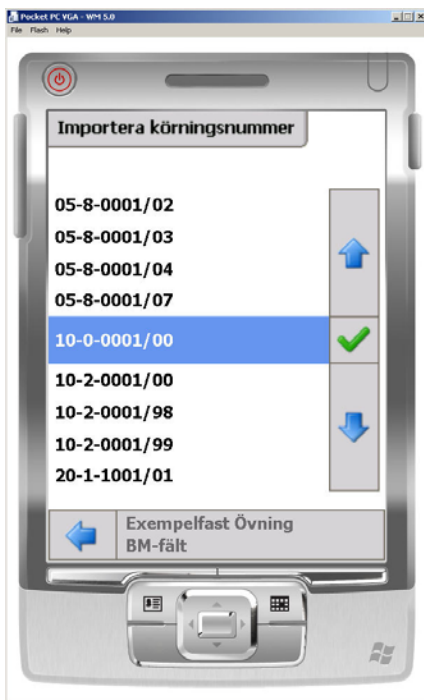 Pocket PC VGA - WM 5.0
File Flash Help
Importera körningsnummer
05-8-0001/02
05-8-0001/03
05-8-0001/04
05-8-0001/07
10-0-0001/00
10-2-0001/00
10-2-0001/98
10-2-0001/99
20-1-1001/01
Exempelfast Övning
BM-fält